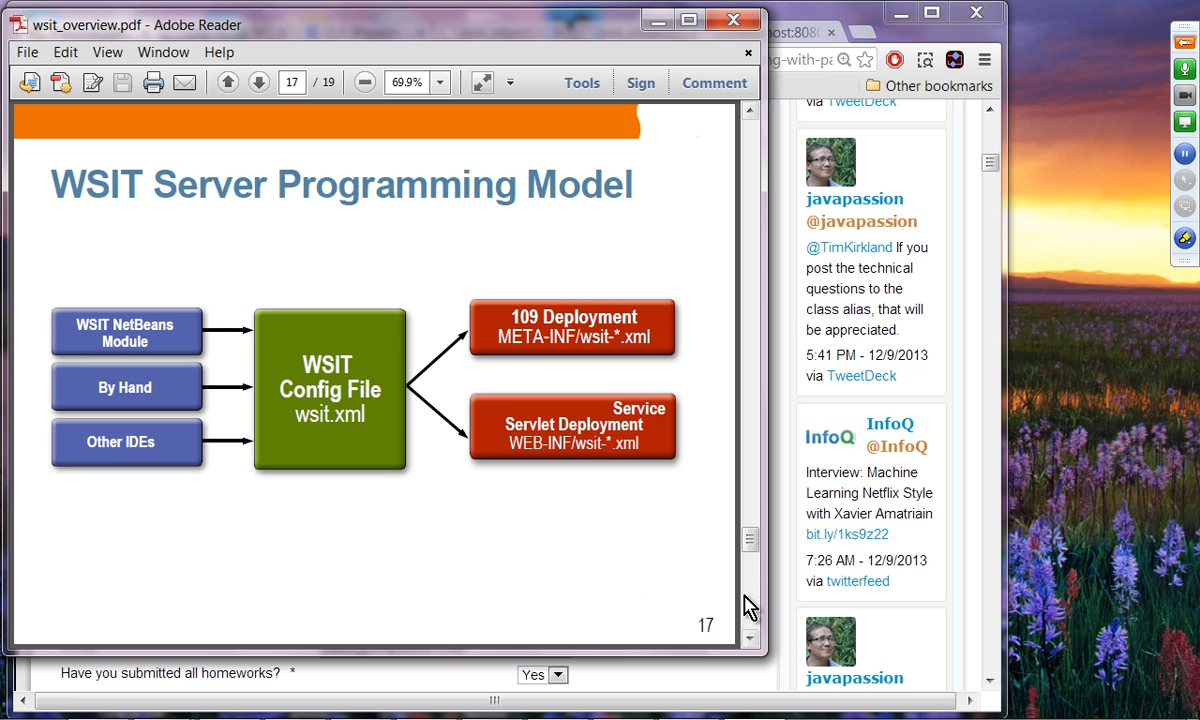 wsit_overview.pdf - Adobe Reader
File Edit View Window Help
17 / 19 69.9% Tools Sign Comment
WSIT Server Programming Model
WSIT NetBeans
Module
By Hand
Other IDEs
WSIT
Config File
wsit.xml
109 Deployment
META-INF/wsit-*.xml
Service
Servlet Deployment
WEB-INF/wsit-*.xml
17
Have you submitted all homeworks? *
Yes
ost:808
ng-with-pa
Other bookmarks
via TweetDeck
javapassion
@javapassion
@TimKirkland If you
post the technical
questions to the
class alias, that will
be appreciated.
5:41 PM - 12/9/2013
via TweetDeck
InfoQ
InfoQ
@InfoQ
Interview: Machine
Learning Netflix Style
with Xavier Amatriain
bit.ly/1ks9z22
7:26 AM - 12/9/2013
via twitterfeed
javapassion